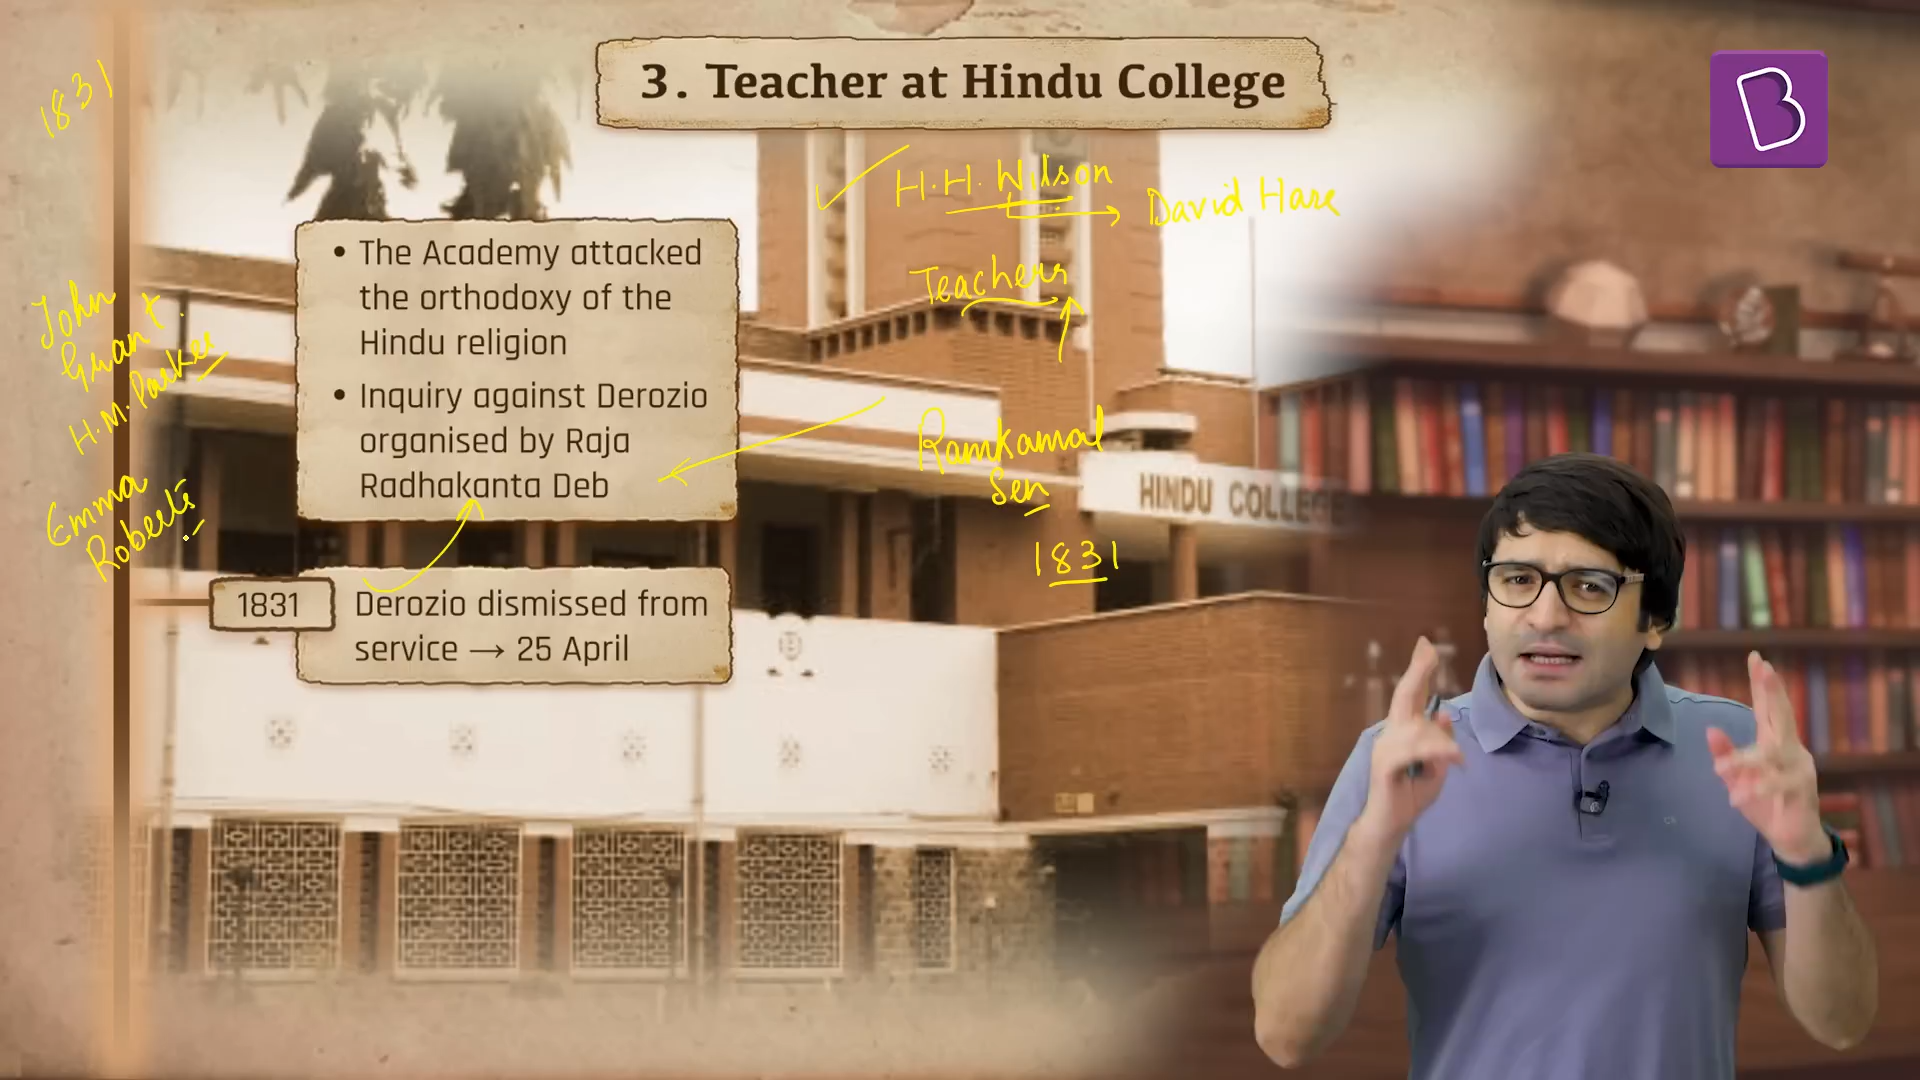 3. Teacher at Hindu College
B
1831
H.H. Wilson
David Hare
Teachers
• The Academy attacked
the orthodoxy of the
Hindu religion
• Inquiry against Derozio
organised by Raja
Radhakanta Deb
John
Grant.
H.M. Parker
Emma
Roberts
Ramkamal
Sen
1831
HINDU COLLEGE
1831
Derozio dismissed from
service → 25 April